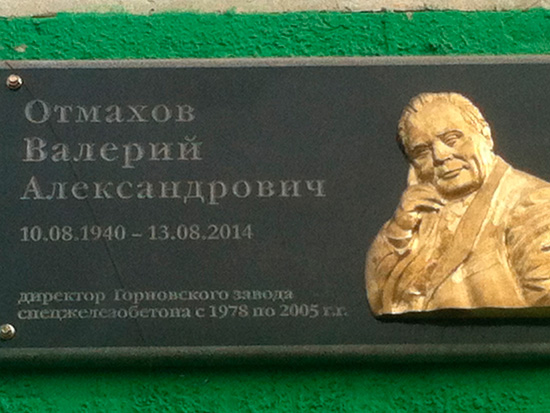 Отмахов
Валерий
Александрович
10.08.1940 – 13.08.2014
директор Горновского завода
спецжелезобетона с 1978 по 2005 г.г.